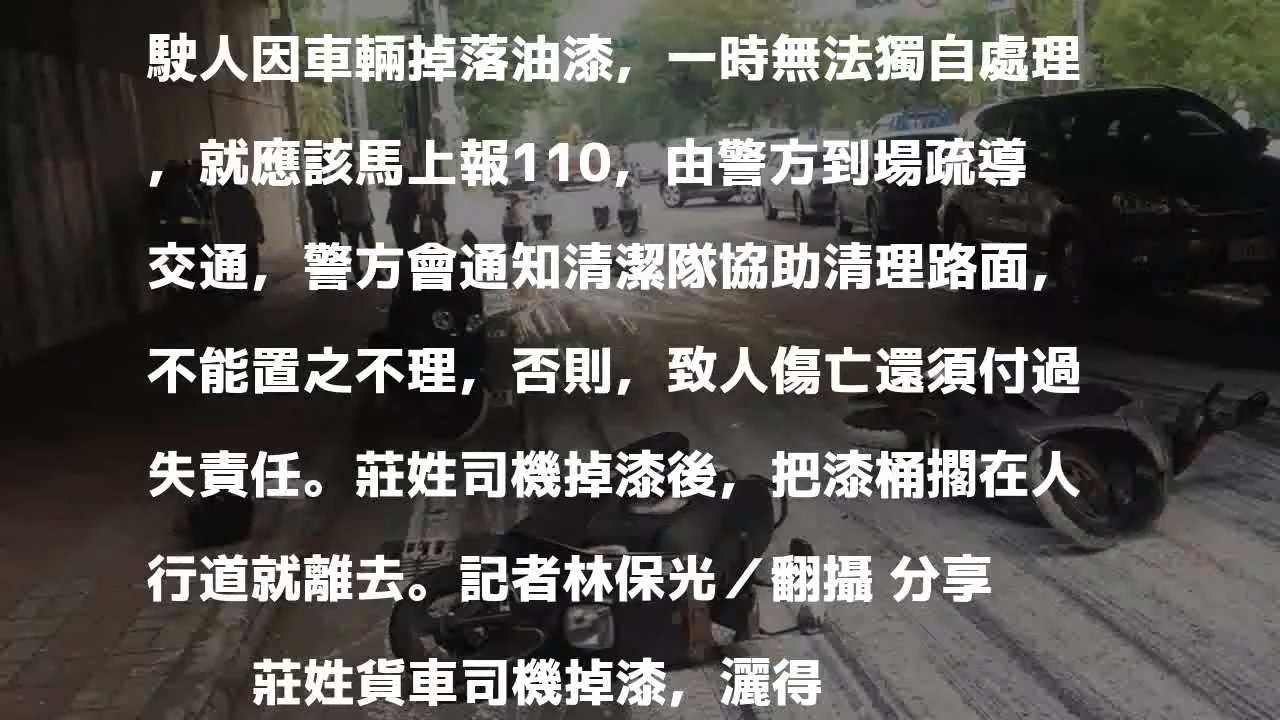 駛人因車輛掉落油漆，一時無法獨自處理
，就應該馬上報110，由警方到場疏導
交通，警方會通知清潔隊協助清理路面，
不能置之不理，否則，致人傷亡還須付過
失責任。莊姓司機掉漆後，把漆桶擱在人
行道就離去。記者林保光／翻攝 分享
莊姓貨車司機掉漆，灑得